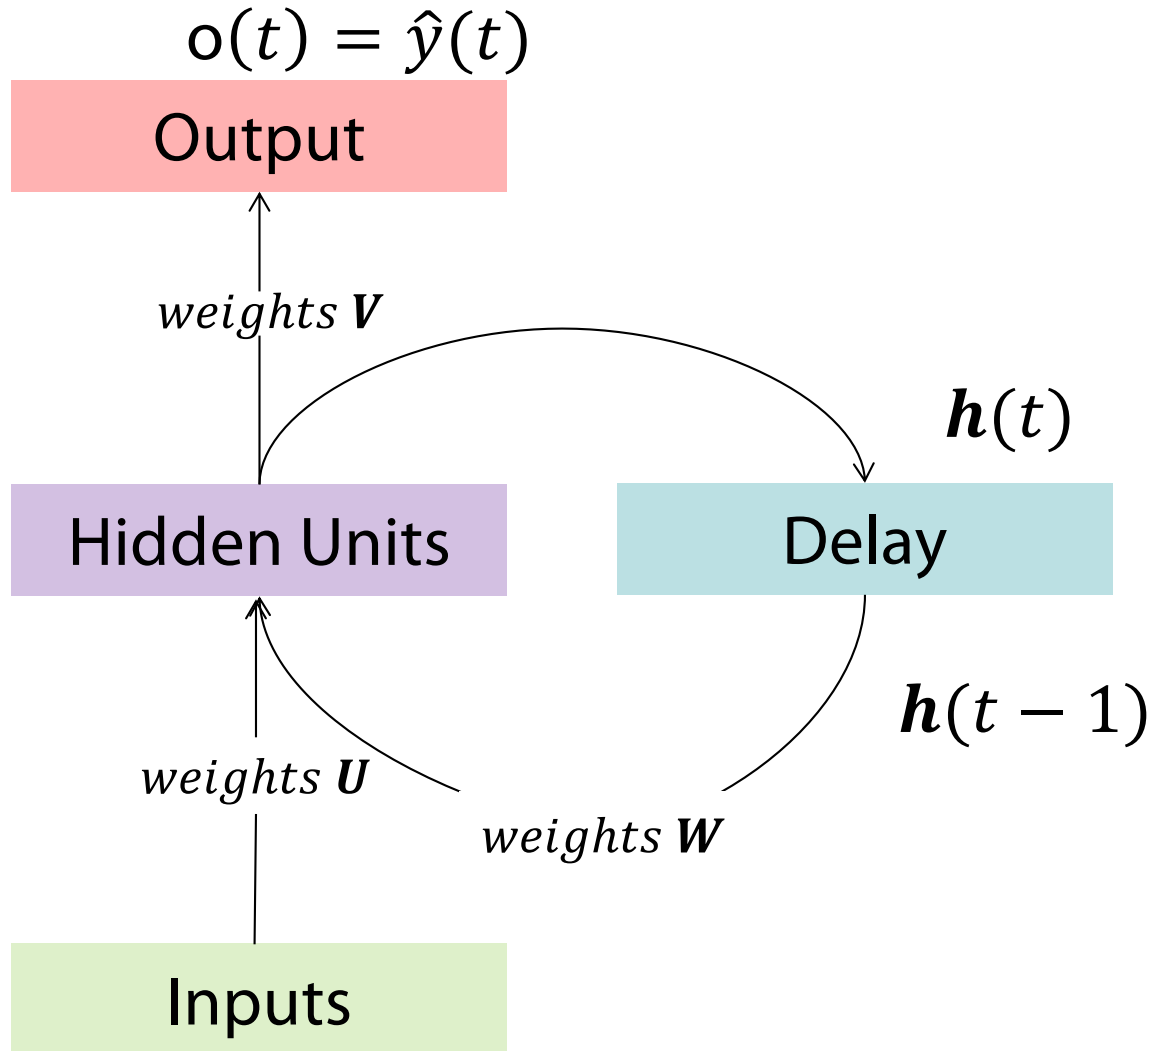 o(t) = ŷ(t)
Output
weights V
h(t)
Hidden Units
Delay
h(t − 1)
weights U
weights W
Inputs